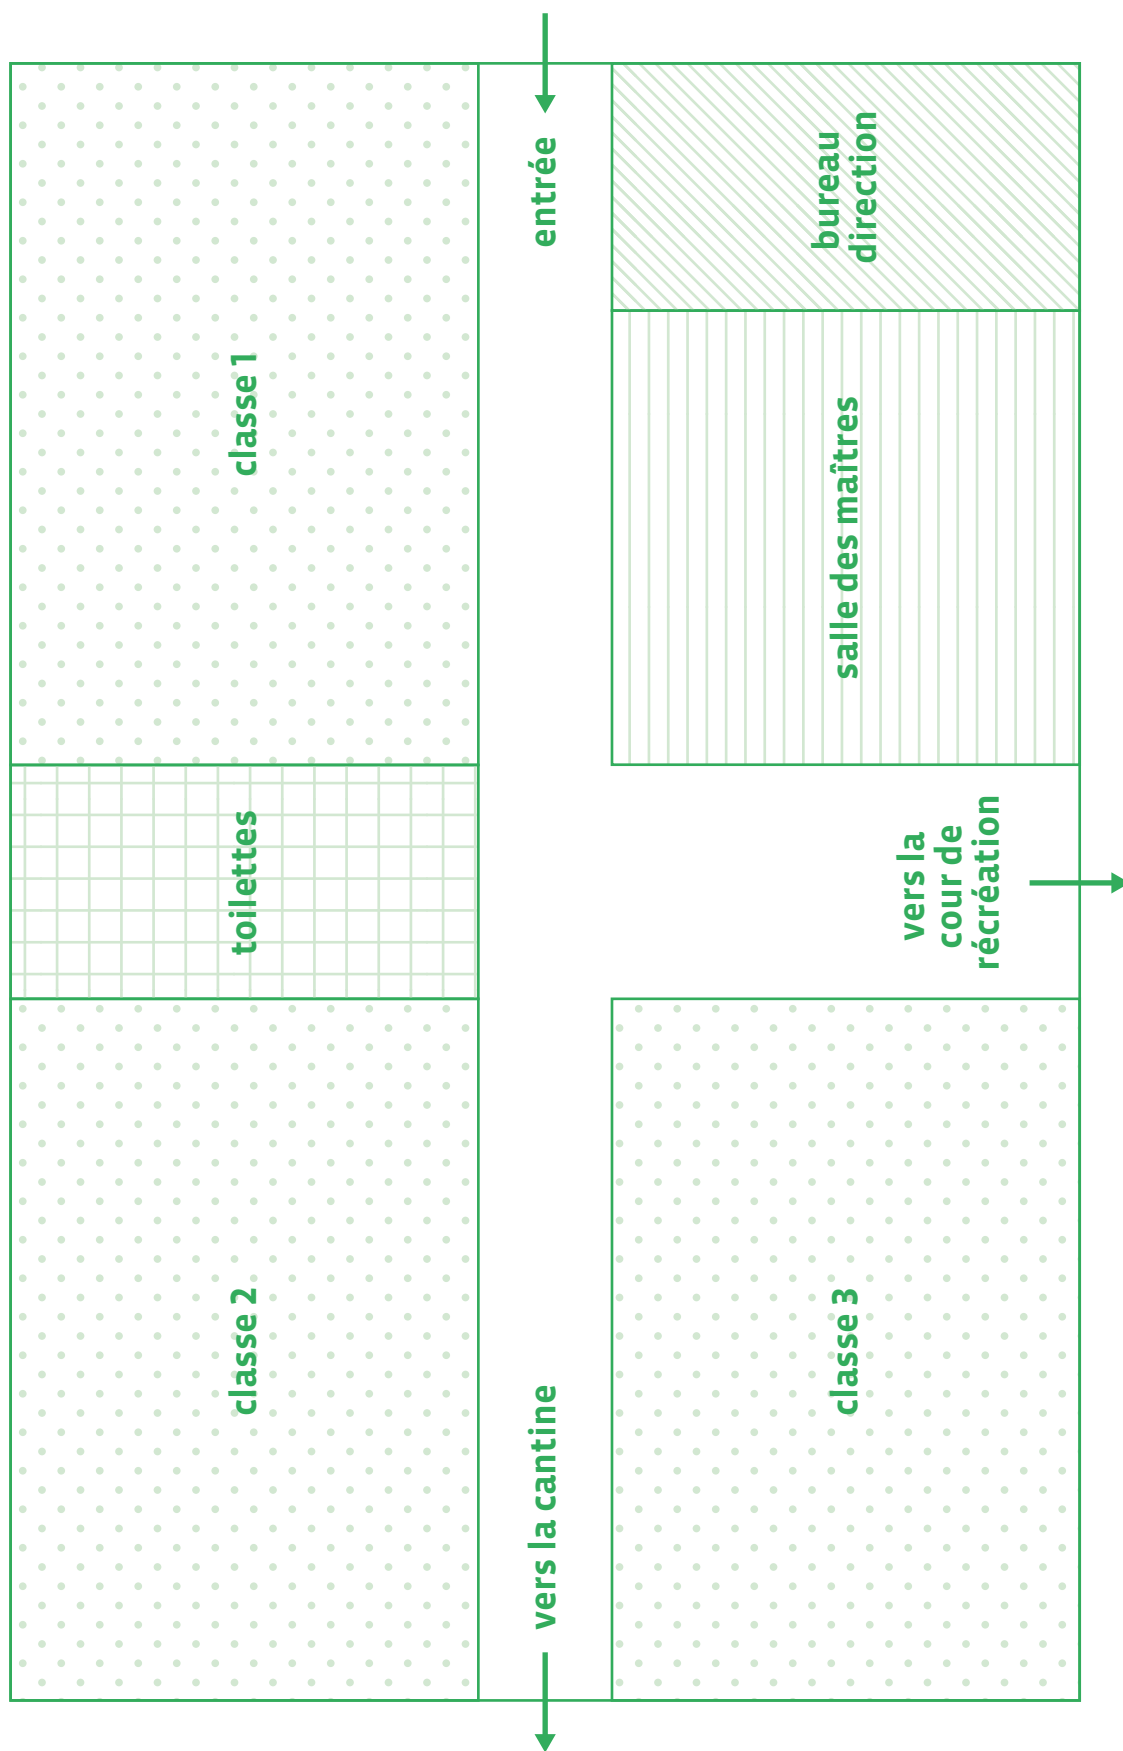 classe 1
entrée
bureau
direction
salle des maîtres
toilettes
vers la
cour de
récréation
classe 2
vers la cantine
classe 3